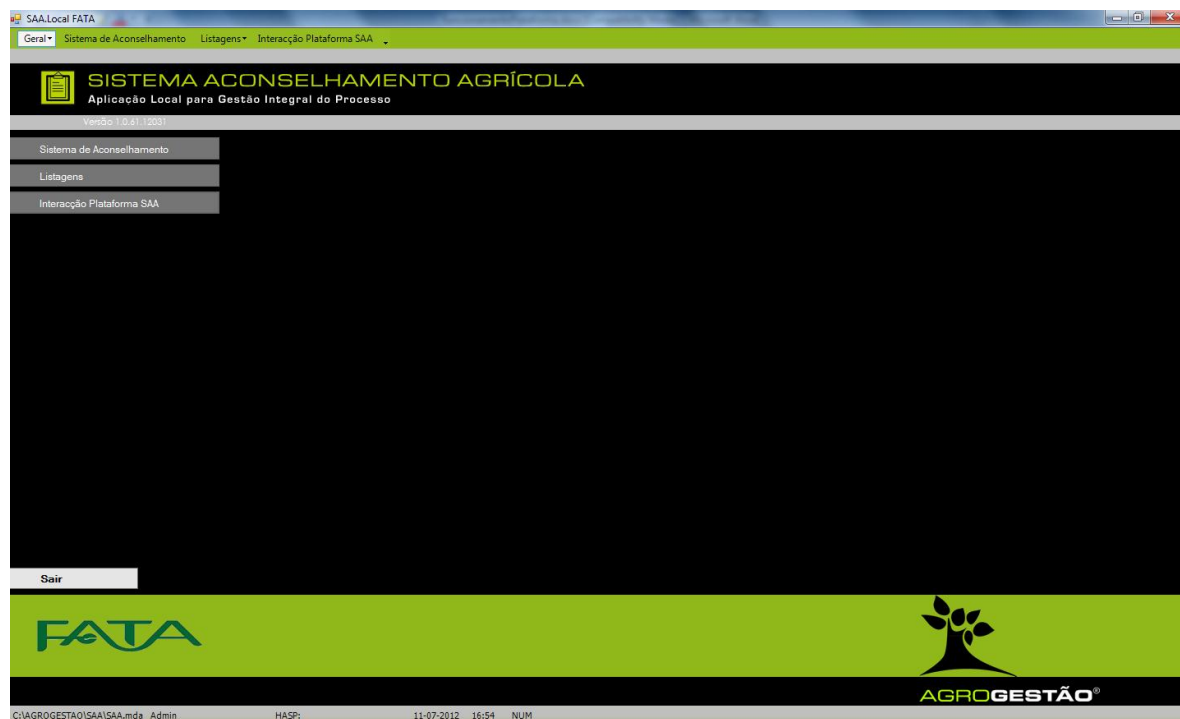 SAA.Local FATA
Geral Sistema de Aconselhamento Listagens Interacção Plataforma SAA
SISTEMA ACONSELHAMENTO AGRÍCOLA
Aplicação Local para Gestão Integral do Processo
Versão 1.0.61.12031
Sistema de Aconselhamento
Listagens
Interacção Plataforma SAA
Sair
FATA
AGROGESTÃO®
C:\AGROGESTAO\SAA\SAA.mda Admin HASP: 11-07-2012 16:54 NUM